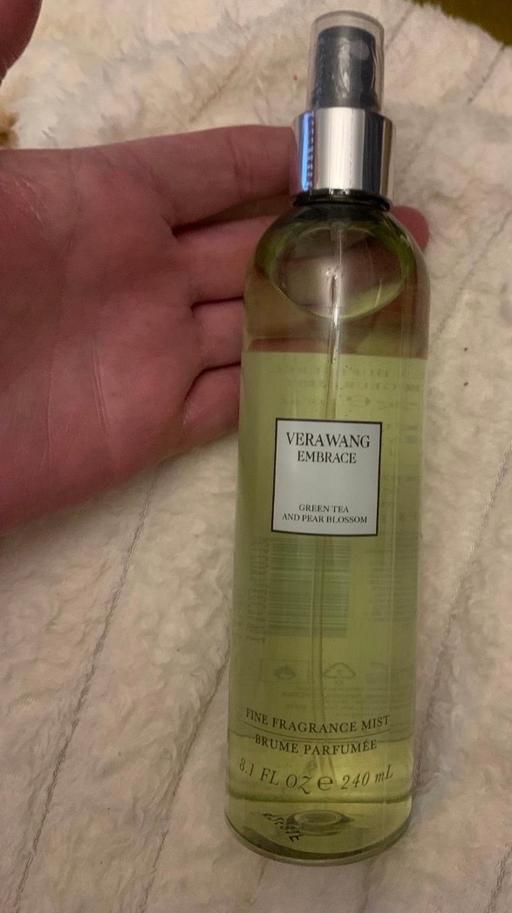 VERAWANG
EMBRACE
GREEN TEA
AND PEAR BLOSSOM
FINE FRAGRANCE MIST
BRUME PARFUMÉE
8.1 FL OZ ℮ 240 mL